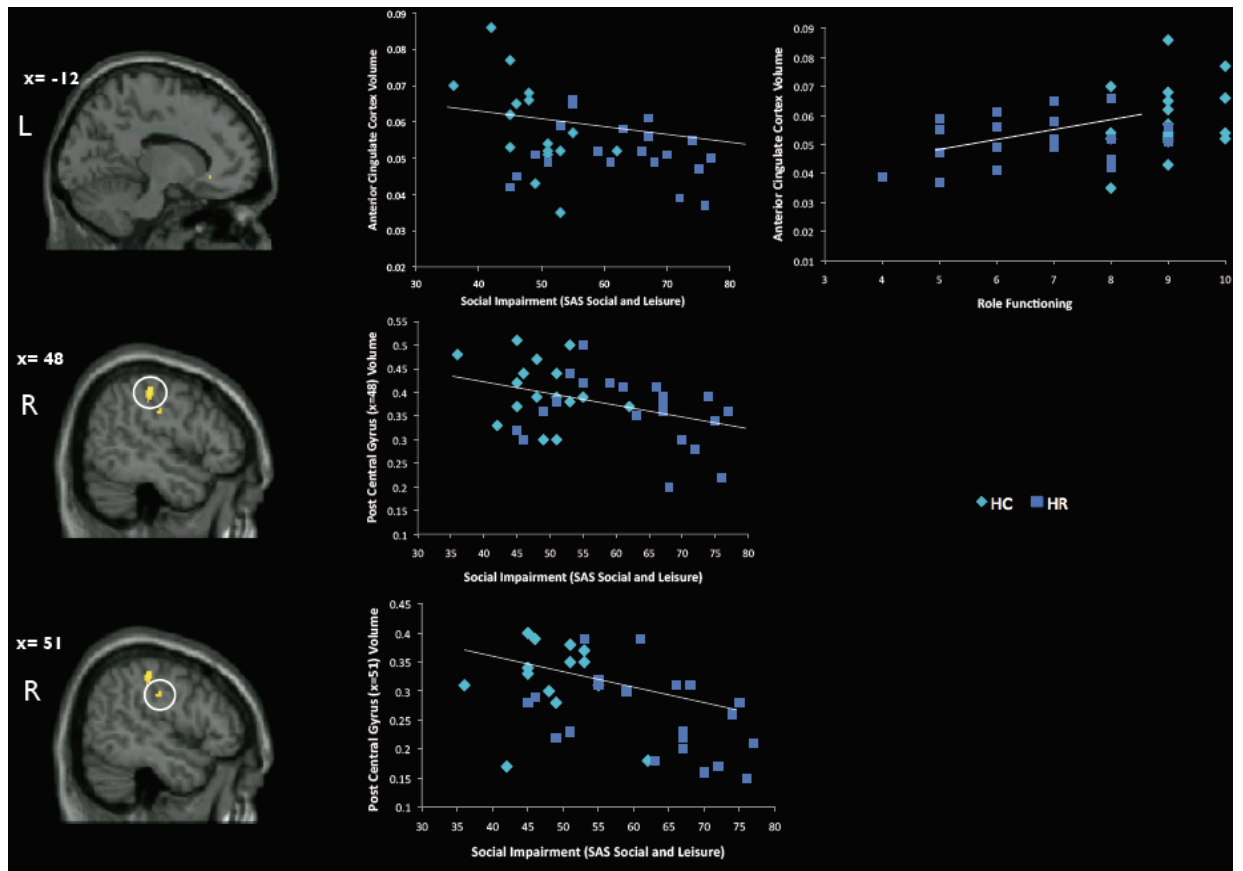 x= -12
L
Anterior Cingulate Cortex Volume
0.09
0.08
0.07
0.06
0.05
0.04
0.03
0.02
30 40 50 60 70 80
Social Impairment (SAS Social and Leisure)
Anterior Cingulate Cortex Volume
0.09
0.08
0.07
0.06
0.05
0.04
0.03
0.02
0.01
3 4 5 6 7 8 9 10
Role Functioning
x= 48
R
Post Central Gyrus (x=48) Volume
0.55
0.5
0.45
0.4
0.35
0.3
0.25
0.2
0.15
0.1
30 35 40 45 50 55 60 65 70 75 80
Social Impairment (SAS Social and Leisure)
HC HR
x= 51
R
Post Central Gyrus (x=51) Volume
0.45
0.4
0.35
0.3
0.25
0.2
0.15
0.1
30 35 40 45 50 55 60 65 70 75 80
Social Impairment (SAS Social and Leisure)